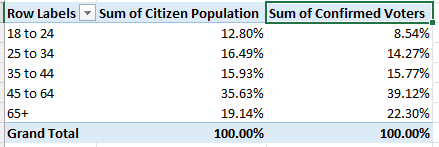 Row Labels Sum of Citizen Population Sum of Confirmed Voters
18 to 24 12.80% 8.54%
25 to 34 16.49% 14.27%
35 to 44 15.93% 15.77%
45 to 64 35.63% 39.12%
65+ 19.14% 22.30%
Grand Total 100.00% 100.00%